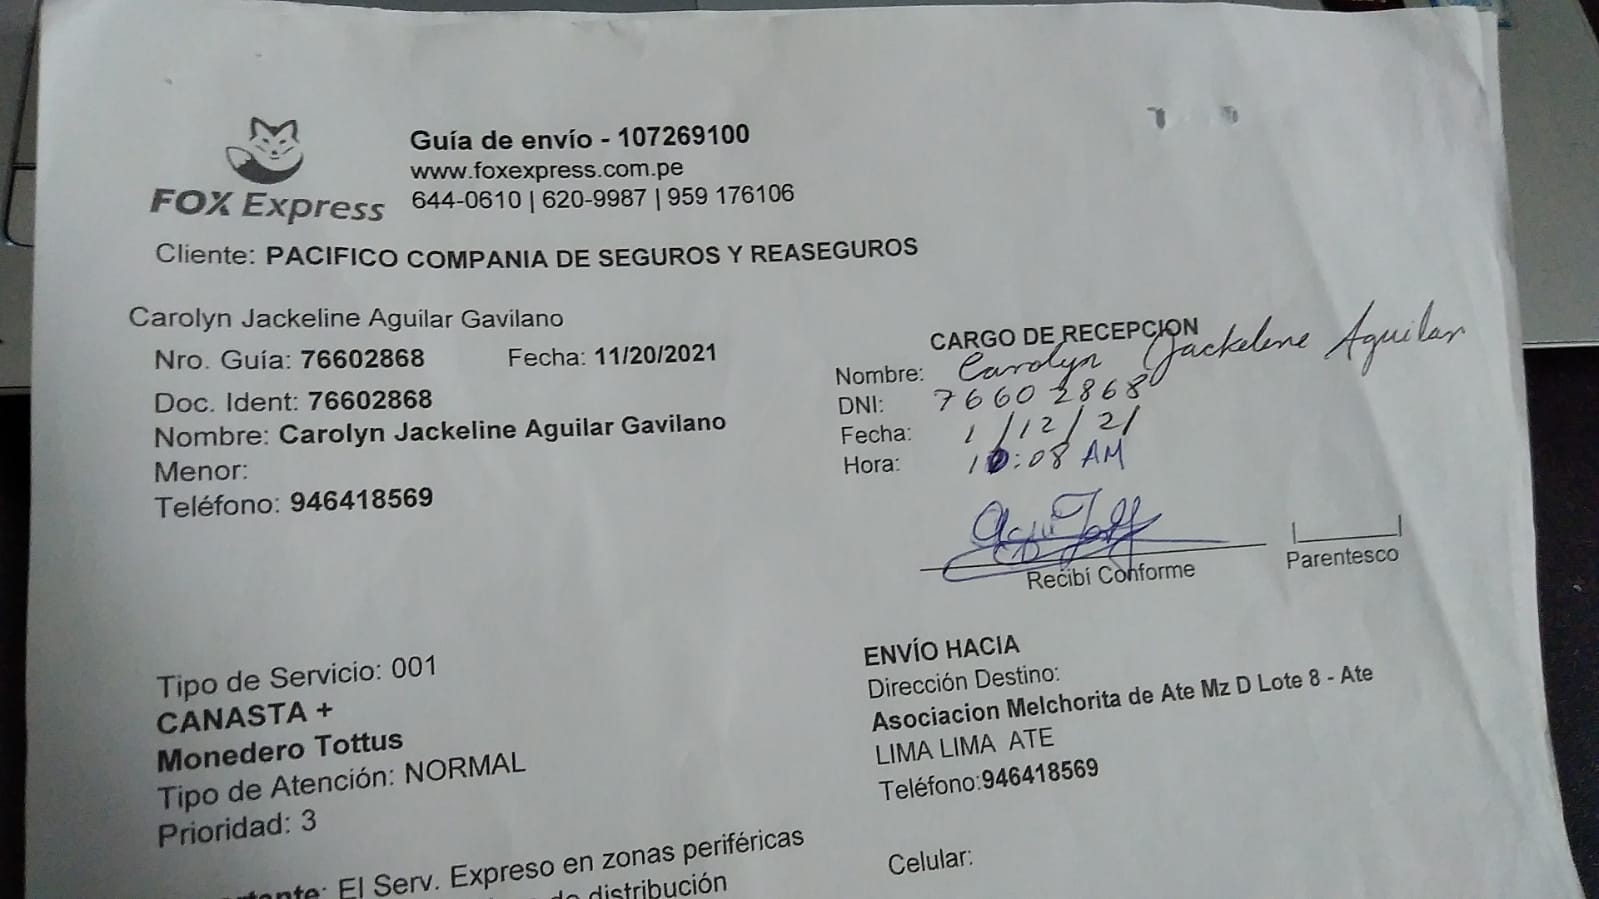 Guía de envío - 107269100
www.foxexpress.com.pe
FOX Express
644-0610 | 620-9987 | 959 176106
Cliente: PACIFICO COMPANIA DE SEGUROS Y REASEGUROS
Carolyn Jackeline Aguilar Gavilano
Nro. Guía: 76602868 Fecha: 11/20/2021
Doc. Ident: 76602868
Nombre: Carolyn Jackeline Aguilar Gavilano
Menor:
Teléfono: 946418569
CARGO DE RECEPCION
Nombre: Carolyn Jackelene Aguilar
DNI: 76602868
Fecha: 1/12/21
Hora: 10:08 AM
Recibí Conforme
Parentesco
Tipo de Servicio: 001
CANASTA +
Monedero Tottus
Tipo de Atención: NORMAL
Prioridad: 3
ENVÍO HACIA
Dirección Destino:
Asociacion Melchorita de Ate Mz D Lote 8 - Ate
LIMA LIMA ATE
Teléfono:946418569
Celular:
El Serv. Expreso en zonas periféricas
distribución